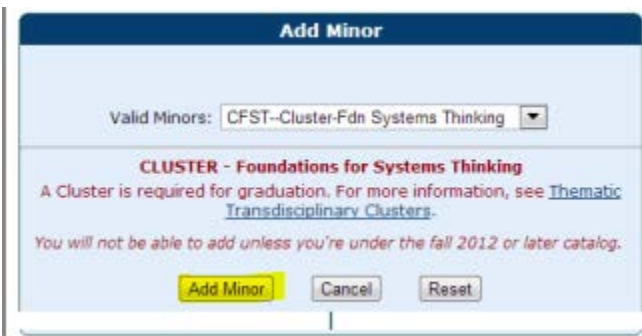 Add Minor
Valid Minors: CFST--Cluster-Fdn Systems Thinking
CLUSTER - Foundations for Systems Thinking
A Cluster is required for graduation. For more information, see Thematic
Transdisciplinary Clusters.
You will not be able to add unless you're under the fall 2012 or later catalog.
Add Minor Cancel Reset